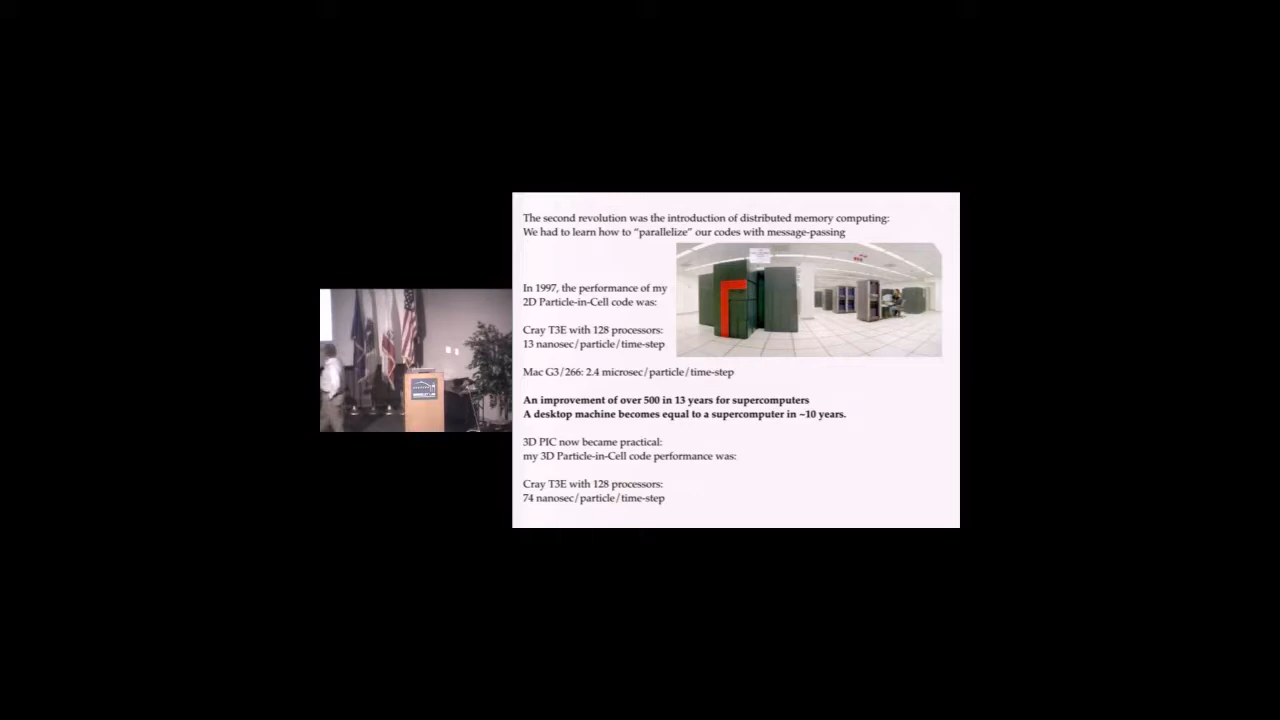 The second revolution was the introduction of distributed memory computing:
We had to learn how to “parallelize” our codes with message-passing
In 1997, the performance of my
2D Particle-in-Cell code was:
Cray T3E with 128 processors:
13 nanosec/particle/time-step
Mac G3/266: 2.4 microsec/particle/time-step
An improvement of over 500 in 13 years for supercomputers
A desktop machine becomes equal to a supercomputer in ~10 years.
3D PIC now became practical:
my 3D Particle-in-Cell code performance was:
Cray T3E with 128 processors:
74 nanosec/particle/time-step